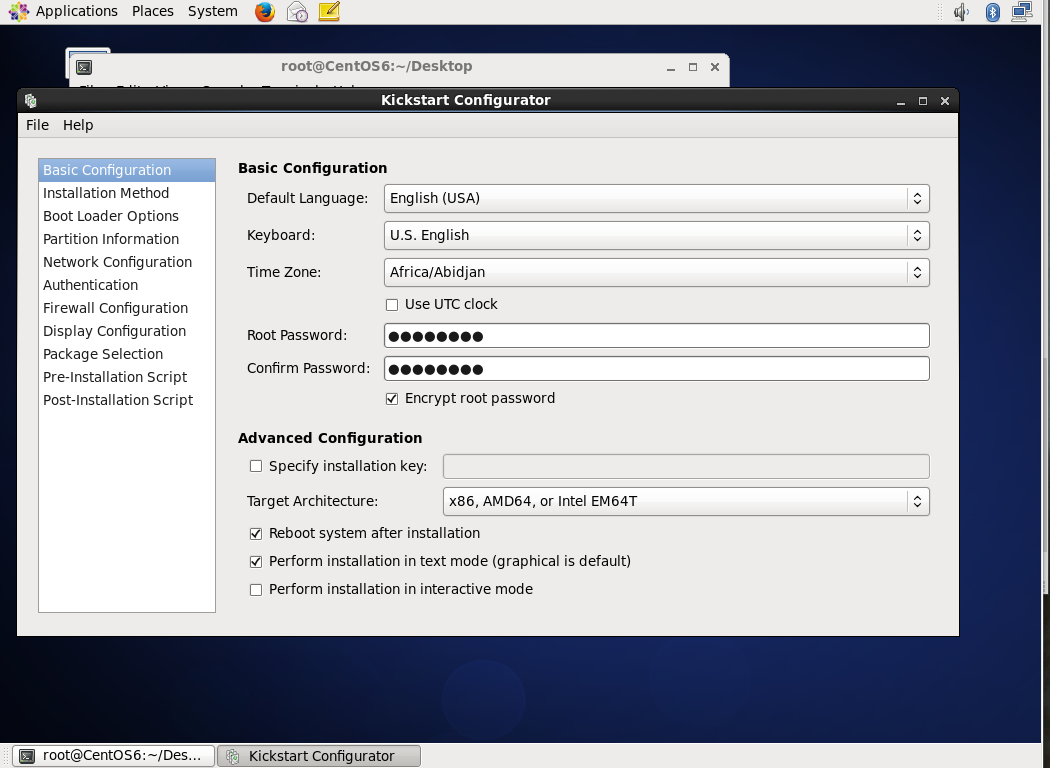 Applications Places System
root@CentOS6:~/Desktop
Kickstart Configurator
File Help
Basic Configuration
Installation Method
Boot Loader Options
Partition Information
Network Configuration
Authentication
Firewall Configuration
Display Configuration
Package Selection
Pre-Installation Script
Post-Installation Script
Basic Configuration
Default Language: English (USA)
Keyboard: U.S. English
Time Zone: Africa/Abidjan
Use UTC clock
Root Password: ●●●●●●●●
Confirm Password: ●●●●●●●●
Encrypt root password
Advanced Configuration
Specify installation key:
Target Architecture: x86, AMD64, or Intel EM64T
Reboot system after installation
Perform installation in text mode (graphical is default)
Perform installation in interactive mode
root@CentOS6:~/Des... Kickstart Configurator